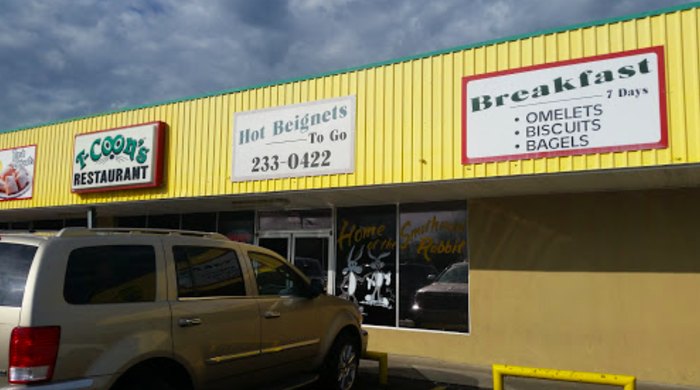 T-COON'S
RESTAURANT
Hot Beignets
To Go
233-0422
Breakfast
7 Days
• OMELETS
• BISCUITS
• BAGELS
Home
of the Smothered
Rabbit